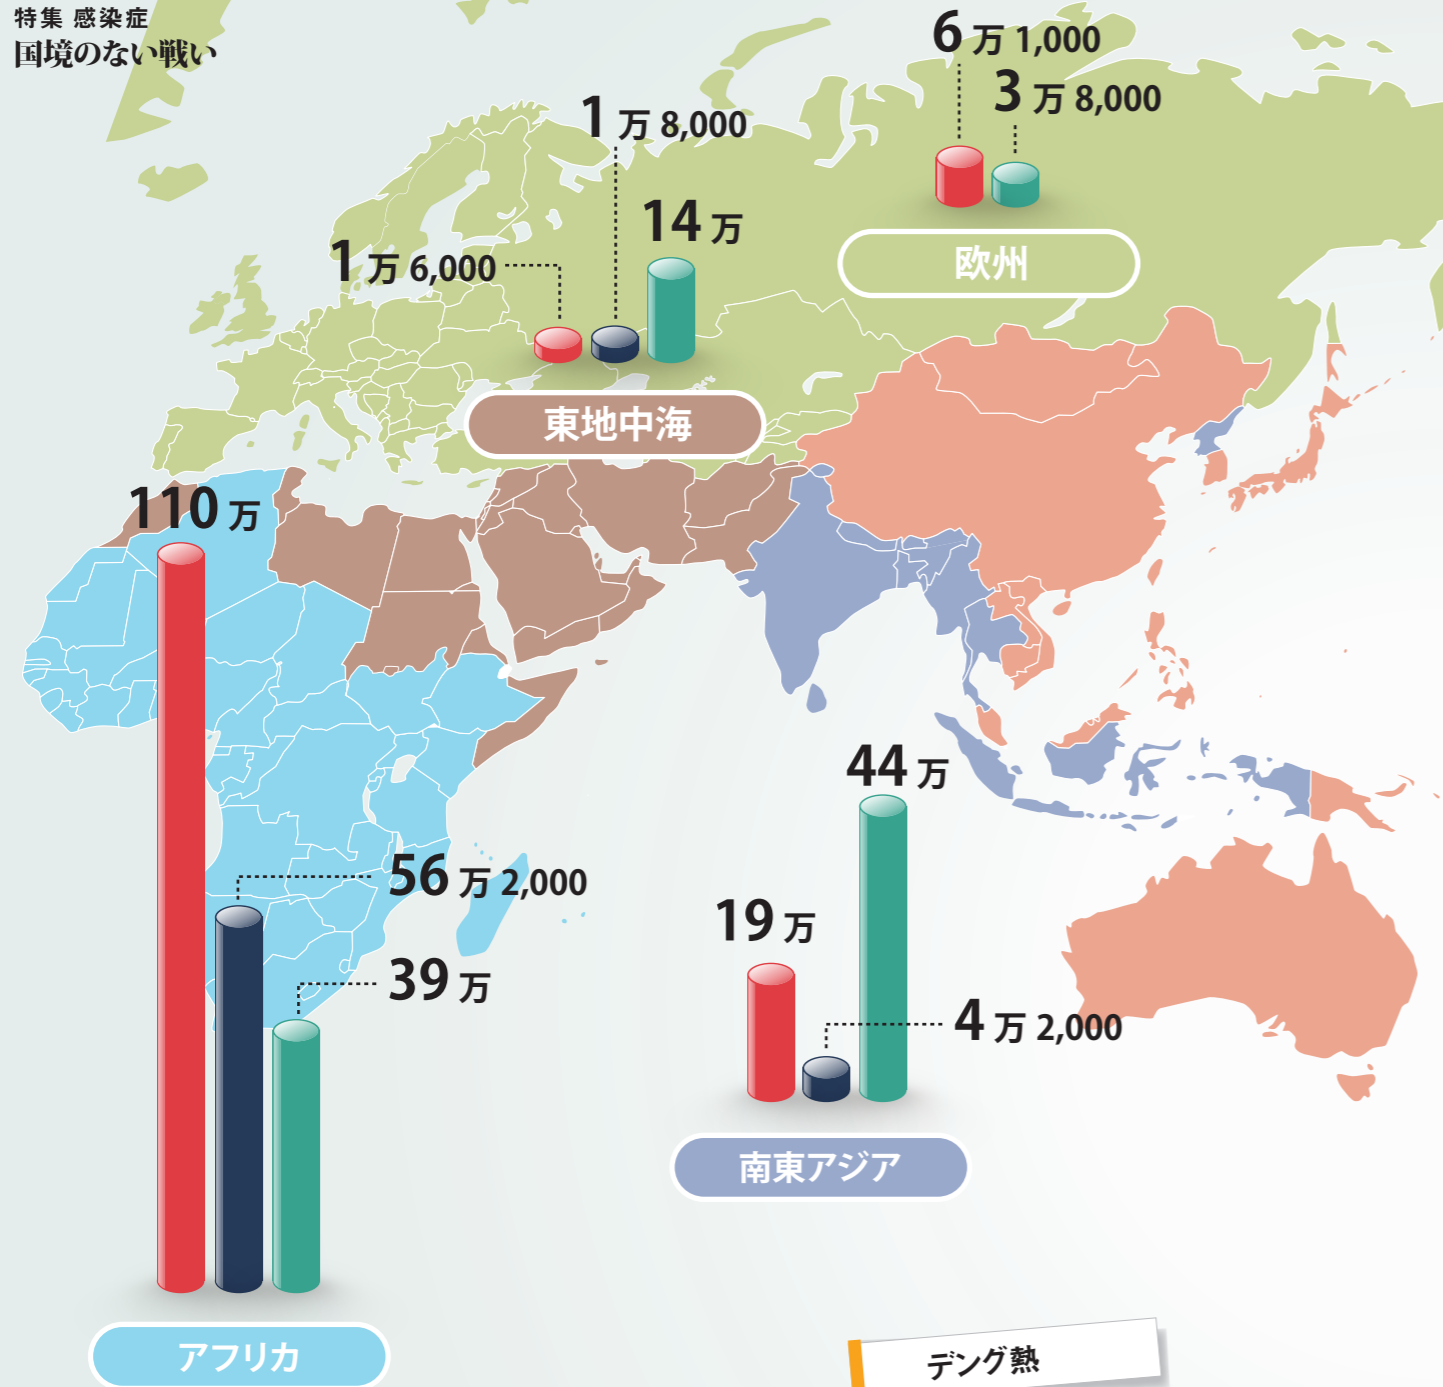 特集 感染症
国境のない戦い
6万1,000
3万8,000
欧州
1万8,000
14万
1万6,000
東地中海
110万
56万2,000
39万
アフリカ
44万
19万
4万2,000
南東アジア
デング熱